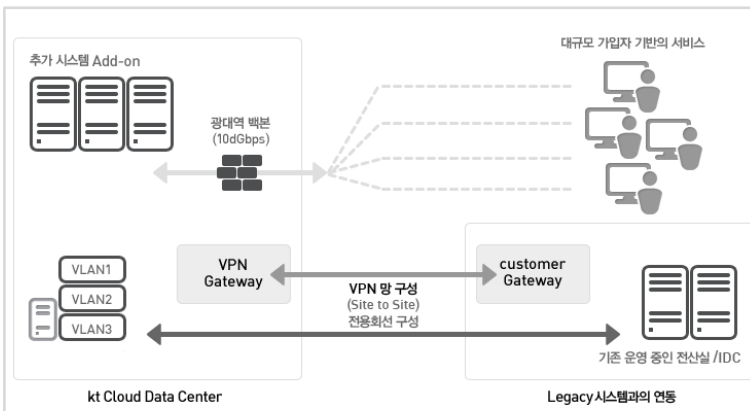 추가 시스템 Add-on
대규모 가입자 기반의 서비스
광대역 백본
(10dGbps)
VLAN1
VLAN2
VLAN3
VPN
Gateway
customer
Gateway
VPN 망 구성
(Site to Site)
전용회선 구성
기존 운영 중인 전산실 /IDC
kt Cloud Data Center
Legacy 시스템과의 연동